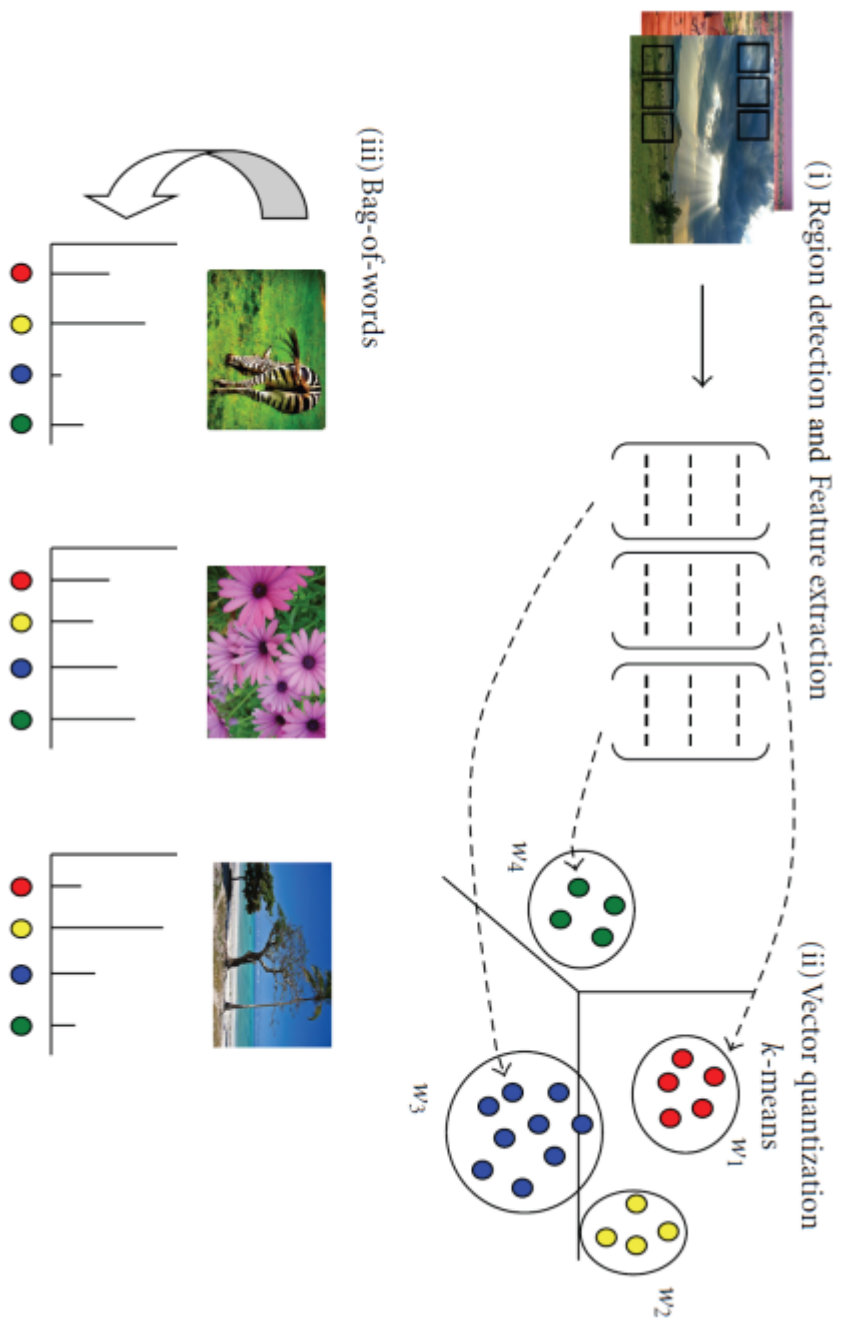 (i) Region detection and Feature extraction
(ii) Vector quantization
k-means
w1
w2
w3
w4
(iii) Bag-of-words